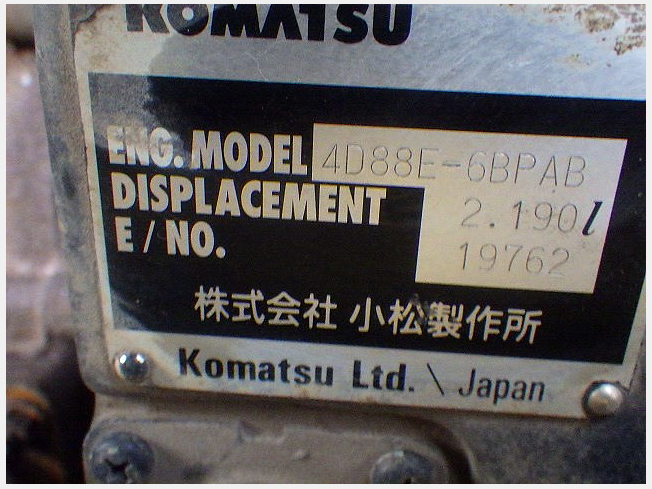 KOMATSU
ENG. MODEL 4D88E-6BPAB
DISPLACEMENT 2.190l
E / NO. 19762
株式会社 小松製作所
Komatsu Ltd. \ Japan